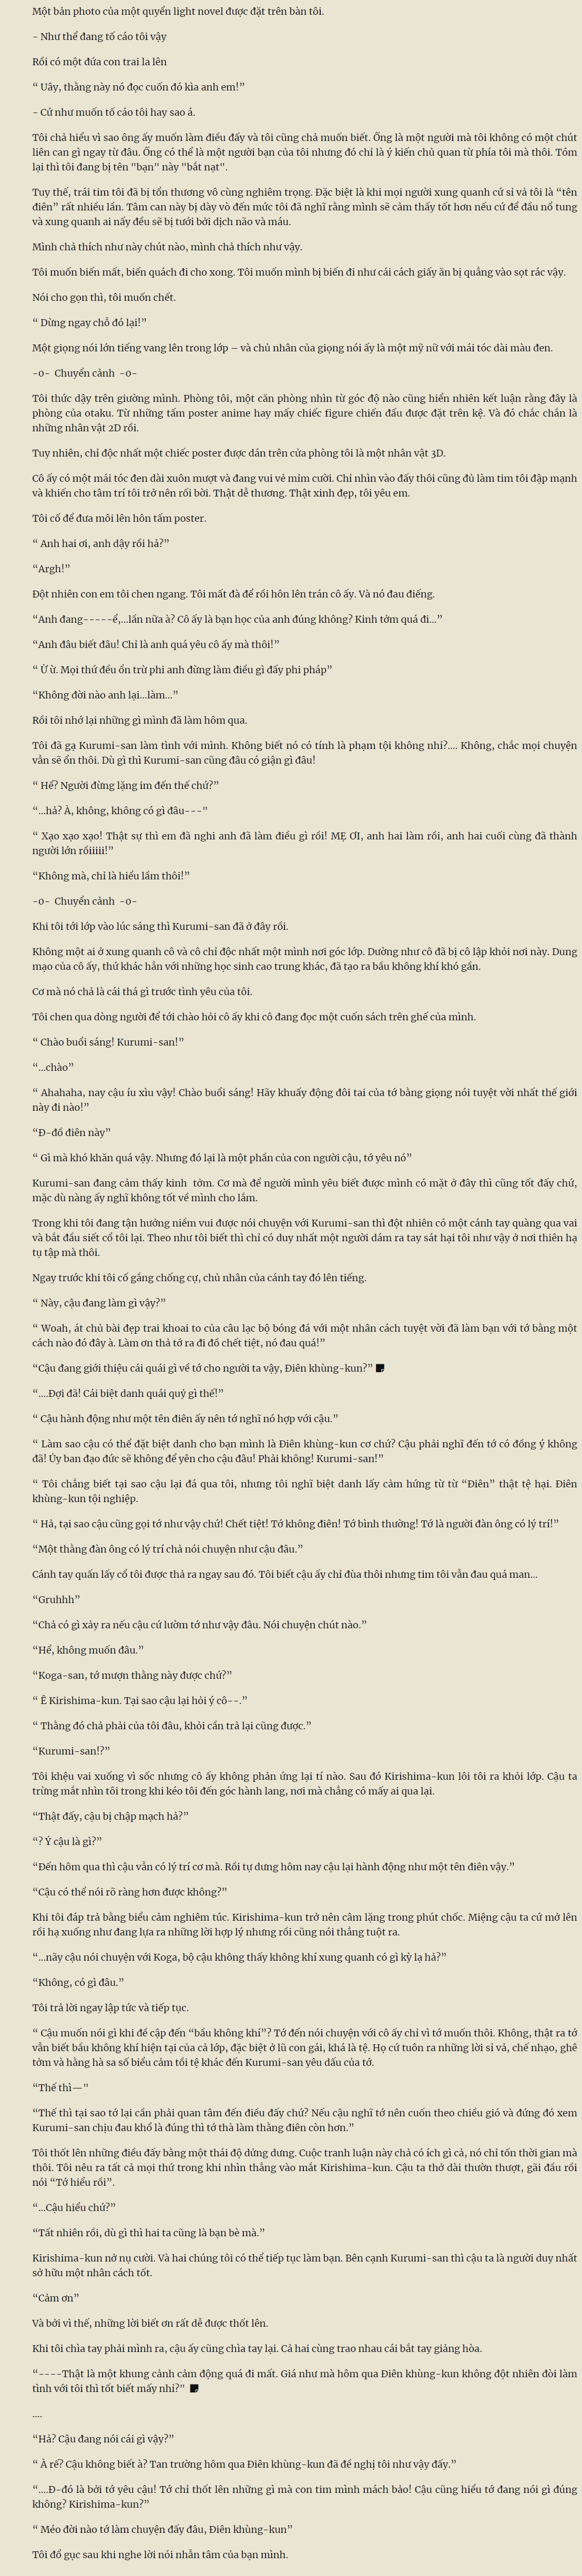 Một bản photo của một quyển light novel được đặt trên bàn tôi.
- Như thể đang tố cáo tôi vậy
Rồi có một đứa con trai la lên
“ Uây, thằng này nó đọc cuốn đó kìa anh em!”
- Cứ như muốn tố cáo tôi hay sao á.
Tôi chả hiểu vì sao ông ấy muốn làm điều đấy và tôi cũng chả muốn biết. Ổng là một người mà tôi không có một chút
liên can gì ngay từ đầu. Ổng có thể là một người bạn của tôi nhưng đó chỉ là ý kiến chủ quan từ phía tôi mà thôi. Tóm
lại thì tôi đang bị tên "bạn" này "bắt nạt".
Tuy thế, trái tim tôi đã bị tổn thương vô cùng nghiêm trọng. Đặc biệt là khi mọi người xung quanh cứ sỉ vả tôi là “tên
điên” rất nhiều lần. Tâm can này bị dày vò đến mức tôi đã nghĩ rằng mình sẽ cảm thấy tốt hơn nếu cứ để đầu nổ tung
và xung quanh ai nấy đều sẽ bị tưới bởi dịch não và máu.
Mình chả thích như này chút nào, mình chả thích như vậy.
Tôi muốn biến mất, biến quách đi cho xong. Tôi muốn mình bị biến đi như cái cách giấy ăn bị quẳng vào sọt rác vậy.
Nói cho gọn thì, tôi muốn chết.
“ Dừng ngay chỗ đó lại!”
Một giọng nói lớn tiếng vang lên trong lớp – và chủ nhân của giọng nói ấy là một mỹ nữ với mái tóc dài màu đen.
-o-  Chuyển cảnh  -o-
Tôi thức dậy trên giường mình. Phòng tôi, một căn phòng nhìn từ góc độ nào cũng hiển nhiên kết luận rằng đây là
phòng của otaku. Từ những tấm poster anime hay mấy chiếc figure chiến đấu được đặt trên kệ. Và đó chắc chắn là
những nhân vật 2D rồi.
Tuy nhiên, chỉ độc nhất một chiếc poster được dán trên cửa phòng tôi là một nhân vật 3D.
Cô ấy có một mái tóc đen dài xuôn mượt và đang vui vẻ mỉm cười. Chỉ nhìn vào đấy thôi cũng đủ làm tim tôi đập mạnh
và khiến cho tâm trí tôi trở nên rối bời. Thật dễ thương. Thật xinh đẹp, tôi yêu em.
Tôi cố để đưa môi lên hôn tấm poster.
“ Anh hai ơi, anh dậy rồi hả?”
“Argh!”
Đột nhiên con em tôi chen ngang. Tôi mất đà để rồi hôn lên trán cô ấy. Và nó đau điếng.
“Anh đang-----ể,...lần nữa à? Cô ấy là bạn học của anh đúng không? Kinh tởm quá đi...”
“Anh đâu biết đâu! Chỉ là anh quá yêu cô ấy mà thôi!”
“ Ừ ừ. Mọi thứ đều ổn trừ phi anh đừng làm điều gì đấy phi pháp”
“Không đời nào anh lại...làm...”
Rồi tôi nhớ lại những gì mình đã làm hôm qua.
Tôi đã gạ Kurumi-san làm tình với mình. Không biết nó có tính là phạm tội không nhỉ?.... Không, chắc mọi chuyện
vẫn sẽ ổn thôi. Dù gì thì Kurumi-san cũng đâu có giận gì đâu!
“ Hể? Người đừng lặng im đến thế chứ?”
“...hả? À, không, không có gì đâu---”
“ Xạo xạo xạo! Thật sự thì em đã nghi anh đã làm điều gì rồi! MẸ ƠI, anh hai làm rồi, anh hai cuối cùng đã thành
người lớn rồiiiii!”
“Không mà, chỉ là hiểu lầm thôi!”
-o-  Chuyển cảnh  -o-
Khi tôi tới lớp vào lúc sáng thì Kurumi-san đã ở đây rồi.
Không một ai ở xung quanh cô và cô chỉ độc nhất một mình nơi góc lớp. Dường như cô đã bị cô lập khỏi nơi này. Dung
mạo của cô ấy, thứ khác hẳn với những học sinh cao trung khác, đã tạo ra bầu không khí khó gần.
Cơ mà nó chả là cái thá gì trước tình yêu của tôi.
Tôi chen qua dòng người để tới chào hỏi cô ấy khi cô đang đọc một cuốn sách trên ghế của mình.
“ Chào buổi sáng! Kurumi-san!”
“...chào”
“ Ahahaha, nay cậu íu xìu vậy! Chào buổi sáng! Hãy khuấy động đôi tai của tớ bằng giọng nói tuyệt vời nhất thế giới
này đi nào!”
“Đ-đồ điên này”
“ Gì mà khó khăn quá vậy. Nhưng đó lại là một phần của con người cậu, tớ yêu nó”
Kurumi-san đang cảm thấy kinh  tởm. Cơ mà để người mình yêu biết được mình có mặt ở đây thì cũng tốt đấy chứ,
mặc dù nàng ấy nghĩ không tốt về mình cho lắm.
Trong khi tôi đang tận hưởng niềm vui được nói chuyện với Kurumi-san thì đột nhiên có một cánh tay quàng qua vai
và bắt đầu siết cổ tôi lại. Theo như tôi biết thì chỉ có duy nhất một người dám ra tay sát hại tôi như vậy ở nơi thiên hạ
tụ tập mà thôi.
Ngay trước khi tôi cố gắng chống cự, chủ nhân của cánh tay đó lên tiếng.
“ Này, cậu đang làm gì vậy?”
“ Woah, át chủ bài đẹp trai khoai to của câu lạc bộ bóng đá với một nhân cách tuyệt vời đã làm bạn với tớ bằng một
cách nào đó đây à. Làm ơn thả tớ ra đi đồ chết tiệt, nó đau quá!”
“Cậu đang giới thiệu cái quái gì về tớ cho người ta vậy, Điên khùng-kun?”
“....Đợi đã! Cái biệt danh quái quỷ gì thế!”
“ Cậu hành động như một tên điên ấy nên tớ nghĩ nó hợp với cậu.”
“ Làm sao cậu có thể đặt biệt danh cho bạn mình là Điên khùng-kun cơ chứ? Cậu phải nghĩ đến tớ có đồng ý không
đã! Ủy ban đạo đức sẽ không để yên cho cậu đâu! Phải không! Kurumi-san!”
“ Tôi chẳng biết tại sao cậu lại đá qua tôi, nhưng tôi nghĩ biệt danh lấy cảm hứng từ từ “Điên” thật tệ hại. Điên
khùng-kun tội nghiệp.
“ Hả, tại sao cậu cũng gọi tớ như vậy chứ! Chết tiệt! Tớ không điên! Tớ bình thường! Tớ là người đàn ông có lý trí!”
“Một thằng đàn ông có lý trí chả nói chuyện như cậu đâu.”
Cánh tay quấn lấy cổ tôi được thả ra ngay sau đó. Tôi biết cậu ấy chỉ đùa thôi nhưng tim tôi vẫn đau quá man...
“Gruhhh”
“Chả có gì xảy ra nếu cậu cứ lườm tớ như vậy đâu. Nói chuyện chút nào.”
“Hể, không muốn đâu.”
“Koga-san, tớ mượn thằng này được chứ?”
“ Ê Kirishima-kun. Tại sao cậu lại hỏi ý cô--.”
“ Thằng đó chả phải của tôi đâu, khỏi cần trả lại cũng được.”
“Kurumi-san!?”
Tôi khệu vai xuống vì sốc nhưng cô ấy không phản ứng lại tí nào. Sau đó Kirishima-kun lôi tôi ra khỏi lớp. Cậu ta
trừng mắt nhìn tôi trong khi kéo tôi đến góc hành lang, nơi mà chẳng có mấy ai qua lại.
“Thật đấy, cậu bị chập mạch hả?”
“? Ý cậu là gì?”
“Đến hôm qua thì cậu vẫn có lý trí cơ mà. Rồi tự dưng hôm nay cậu lại hành động như một tên điên vậy.”
“Cậu có thể nói rõ ràng hơn được không?”
Khi tôi đáp trả bằng biểu cảm nghiêm túc. Kirishima-kun trở nên câm lặng trong phút chốc. Miệng cậu ta cứ mở lên
rồi hạ xuống như đang lựa ra những lời hợp lý nhưng rồi cũng nói thẳng tuột ra.
“...nãy cậu nói chuyện với Koga, bộ cậu không thấy không khí xung quanh có gì kỳ lạ hả?”
“Không, có gì đâu.”
Tôi trả lời ngay lập tức và tiếp tục.
“ Cậu muốn nói gì khi đề cập đến “bầu không khí”? Tớ đến nói chuyện với cô ấy chỉ vì tớ muốn thôi. Không, thật ra tớ
vẫn biết bầu không khí hiện tại của cả lớp, đặc biệt ở lũ con gái, khá là tệ. Họ cứ tuôn ra những lời sỉ vả, chế nhạo, ghê
tởm và hằng hà sa số biểu cảm tồi tệ khác đến Kurumi-san yêu dấu của tớ.
“Thế thì—”
“Thế thì tại sao tớ lại cần phải quan tâm đến điều đấy chứ? Nếu cậu nghĩ tớ nên cuốn theo chiều gió và đứng đó xem
Kurumi-san chịu đau khổ là đúng thì tớ thà làm thằng điên còn hơn.”
Tôi thốt lên những điều đấy bằng một thái độ dửng dưng. Cuộc tranh luận này chả có ích gì cả, nó chỉ tốn thời gian mà
thôi. Tôi nêu ra tất cả mọi thứ trong khi nhìn thẳng vào mắt Kirishima-kun. Cậu ta thở dài thườn thượt, gãi đầu rồi
nói “Tớ hiểu rồi”.
“...Cậu hiểu chứ?”
“Tất nhiên rồi, dù gì thì hai ta cũng là bạn bè mà.”
Kirishima-kun nở nụ cười. Và hai chúng tôi có thể tiếp tục làm bạn. Bên cạnh Kurumi-san thì cậu ta là người duy nhất
sở hữu một nhân cách tốt.
“Cảm ơn”
Và bởi vì thế, những lời biết ơn rất dễ được thốt lên.
Khi tôi chìa tay phải mình ra, cậu ấy cũng chìa tay lại. Cả hai cùng trao nhau cái bắt tay giảng hòa.
“----Thật là một khung cảnh cảm động quá đi mất. Giá như mà hôm qua Điên khùng-kun không đột nhiên đòi làm
tình với tôi thì tốt biết mấy nhỉ?”
....
“Hả? Cậu đang nói cái gì vậy?”
“ À rế? Cậu không biết à? Tan trường hôm qua Điên khùng-kun đã đề nghị tôi như vậy đấy.”
“....Đ-đó là bởi tớ yêu cậu! Tớ chỉ thốt lên những gì mà con tim mình mách bảo! Cậu cũng hiểu tớ đang nói gì đúng
không? Kirishima-kun?”
“ Méo đời nào tớ làm chuyện đấy đâu, Điên khùng-kun”
Tôi đổ gục sau khi nghe lời nói nhẫn tâm của bạn mình.